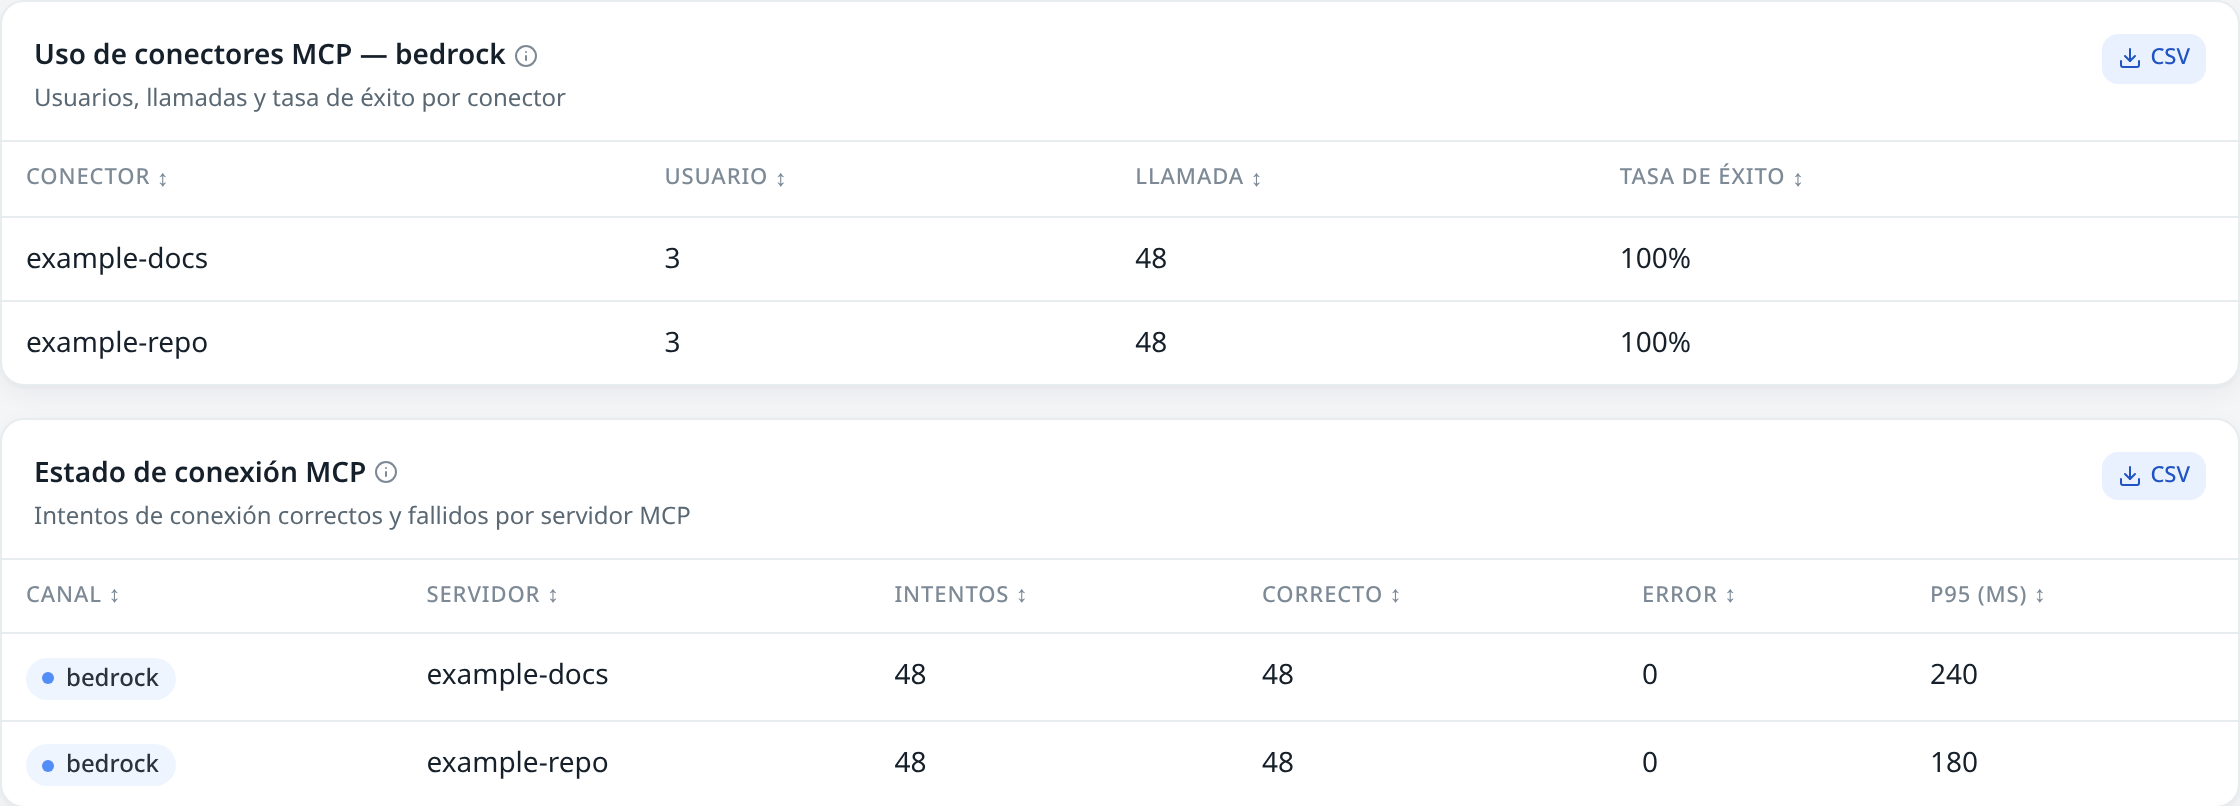 Uso de conectores MCP — bedrock
CSV
Usuarios, llamadas y tasa de éxito por conector
CONECTOR ↕ USUARIO ↕ LLAMADA ↕ TASA DE ÉXITO ↕
example-docs 3 48 100%
example-repo 3 48 100%
Estado de conexión MCP
CSV
Intentos de conexión correctos y fallidos por servidor MCP
CANAL ↕ SERVIDOR ↕ INTENTOS ↕ CORRECTO ↕ ERROR ↕ P95 (MS) ↕
bedrock example-docs 48 48 0 240
bedrock example-repo 48 48 0 180